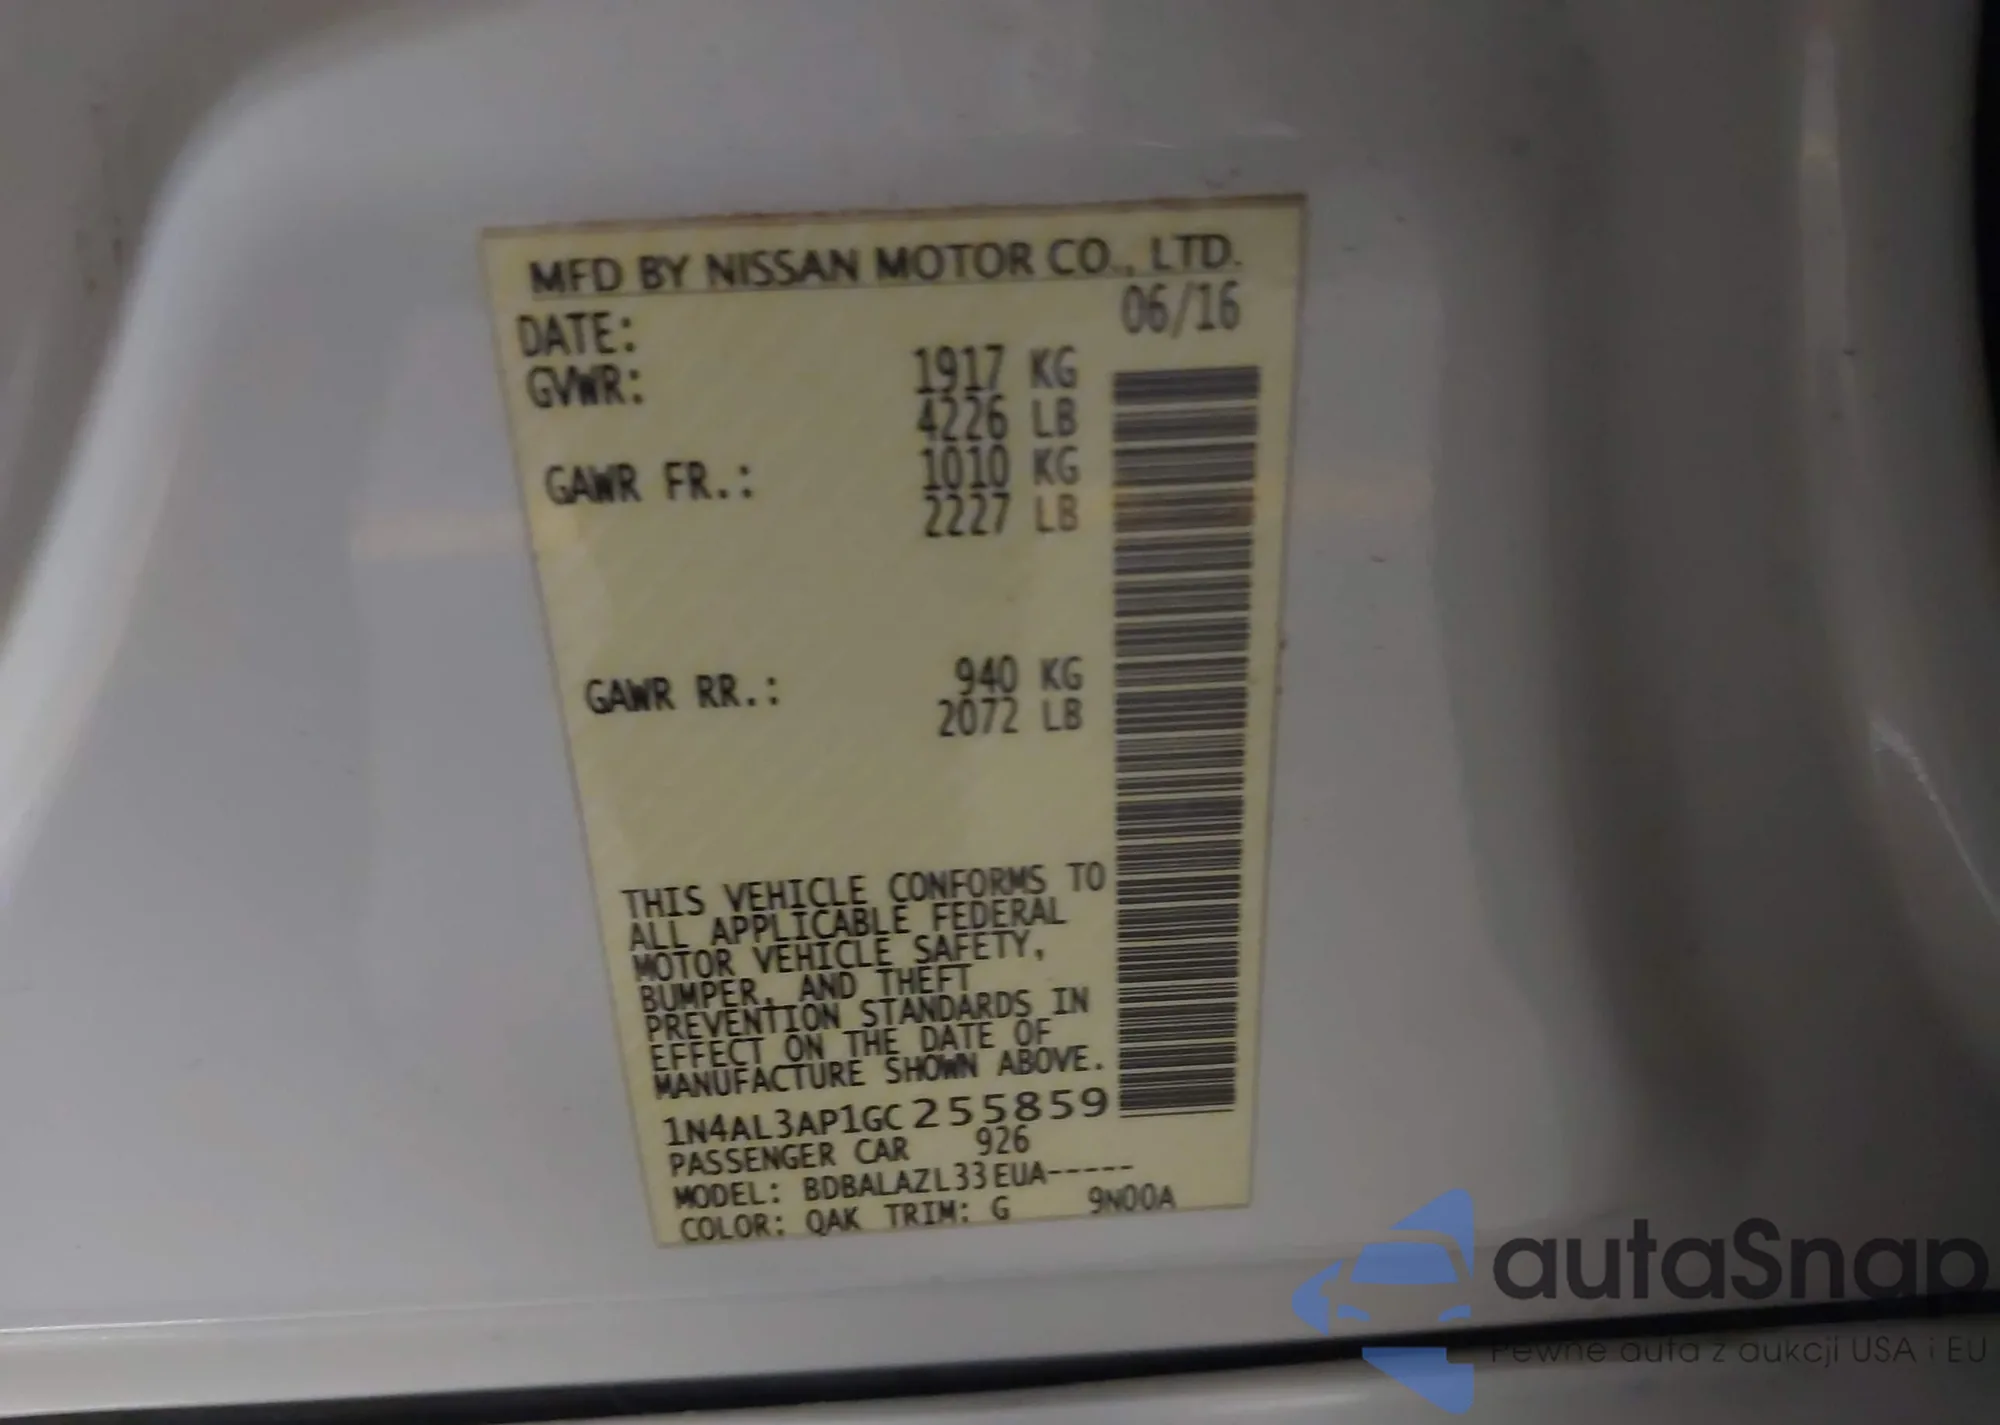 MFD BY NISSAN MOTOR CO., LTD.
DATE: 06/16
GVWR: 1917 KG
4226 LB
GAWR FR.: 1010 KG
2227 LB
GAWR RR.: 940 KG
2072 LB
THIS VEHICLE CONFORMS TO
ALL APPLICABLE FEDERAL
MOTOR VEHICLE SAFETY,
BUMPER, AND THEFT
PREVENTION STANDARDS IN
EFFECT ON THE DATE OF
MANUFACTURE SHOWN ABOVE.
1N4AL3AP1GC255859
PASSENGER CAR 926
MODEL: BDBALAZL33EUA-----
COLOR: QAK TRIM: G 9N00A
autaSnap
Pewne auta z aukcji USA i EU